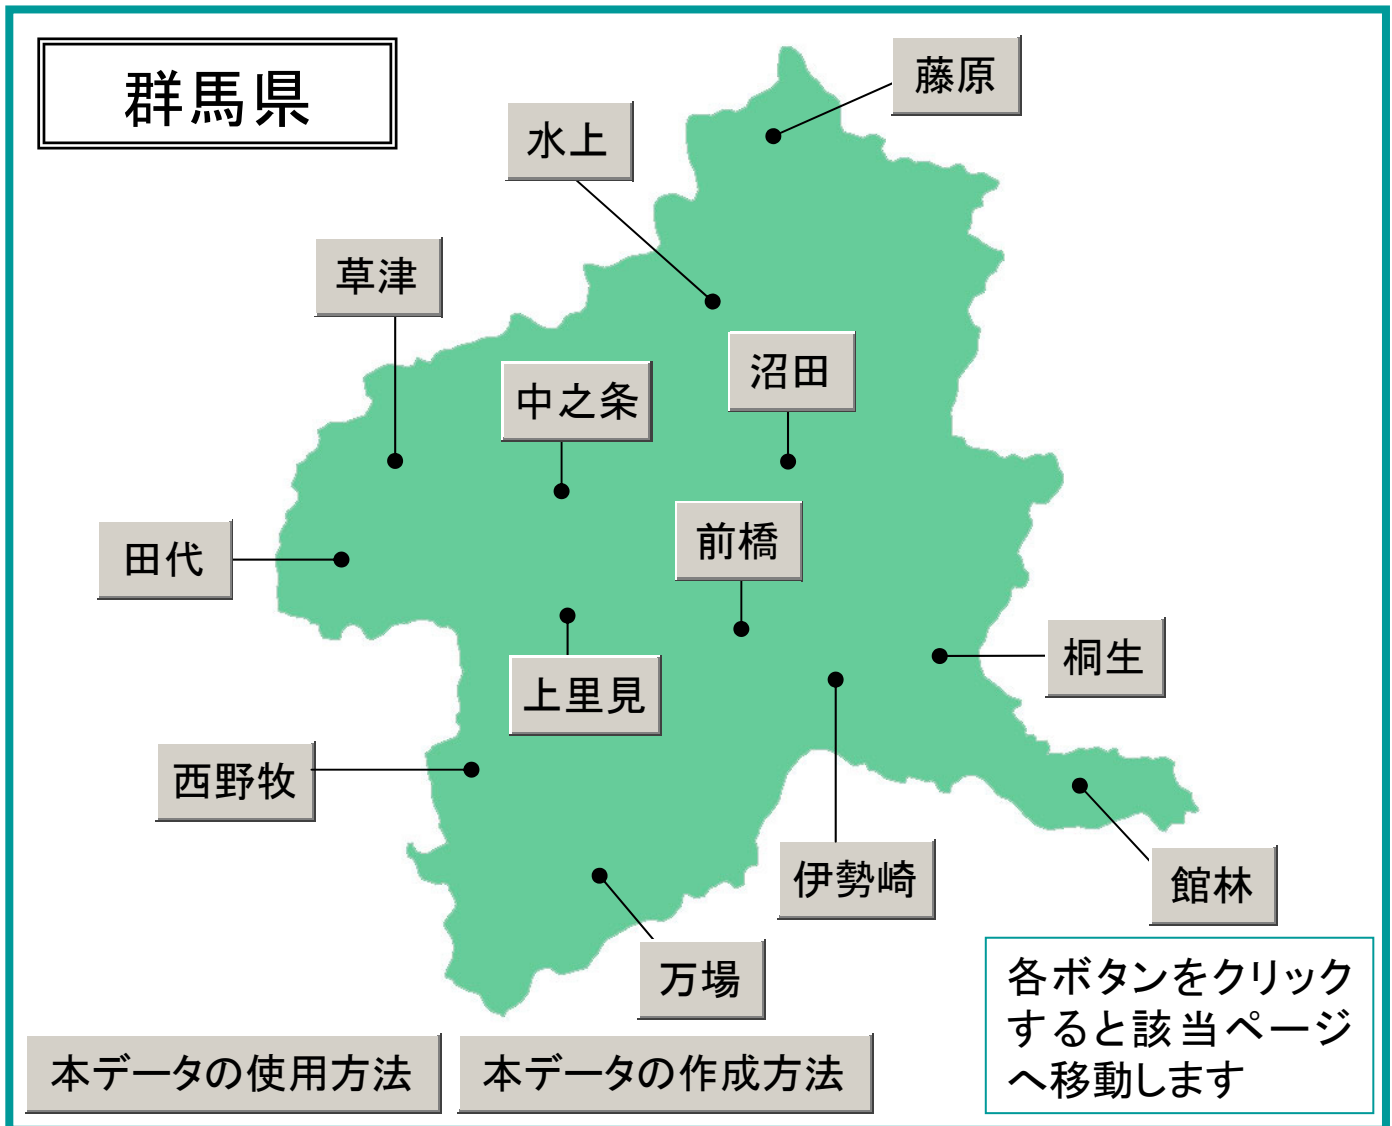 群馬県
藤原
水上
草津
沼田
中之条
前橋
田代
桐生
上里見
西野牧
伊勢崎
館林
万場
各ボタンをクリック
すると該当ページ
へ移動します
本データの使用方法
本データの作成方法